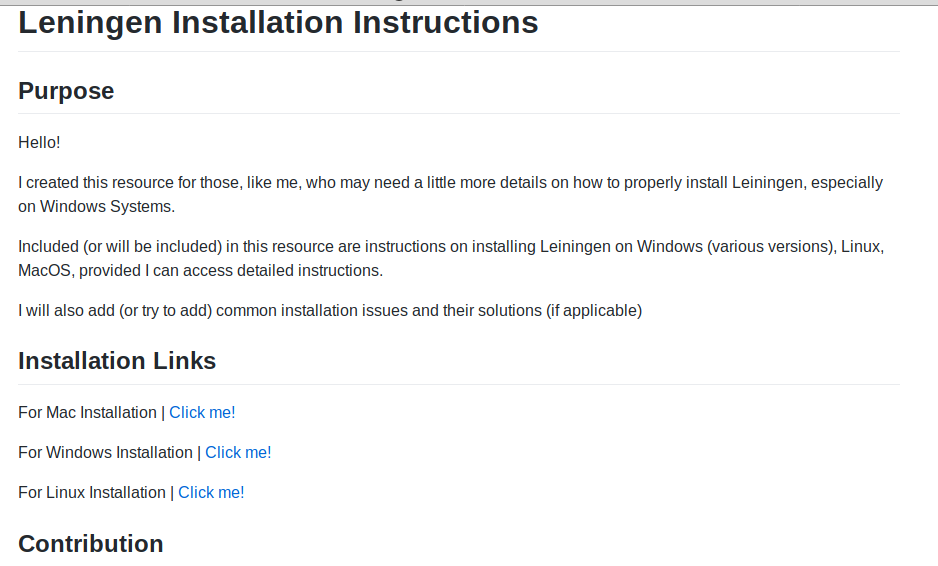 Leningen Installation Instructions
Purpose
Hello!
I created this resource for those, like me, who may need a little more details on how to properly install Leiningen, especially
on Windows Systems.
Included (or will be included) in this resource are instructions on installing Leiningen on Windows (various versions), Linux,
MacOS, provided I can access detailed instructions.
I will also add (or try to add) common installation issues and their solutions (if applicable)
Installation Links
For Mac Installation | Click me!
For Windows Installation | Click me!
For Linux Installation | Click me!
Contribution